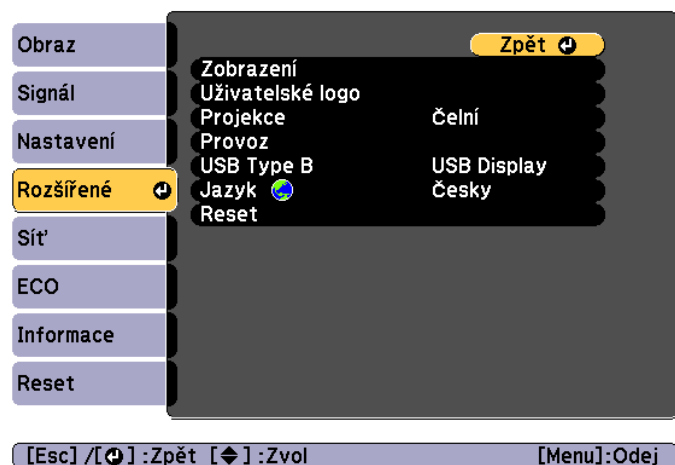 Obraz
Signál
Nastavení
Rozšířené
Síť
ECO
Informace
Reset
Zpět
Zobrazení
Uživatelské logo
Projekce Čelní
Provoz
USB Type B USB Display
Jazyk Česky
Reset
[Esc] /[ ] :Zpět [ ] :Zvol [Menu]:Odej